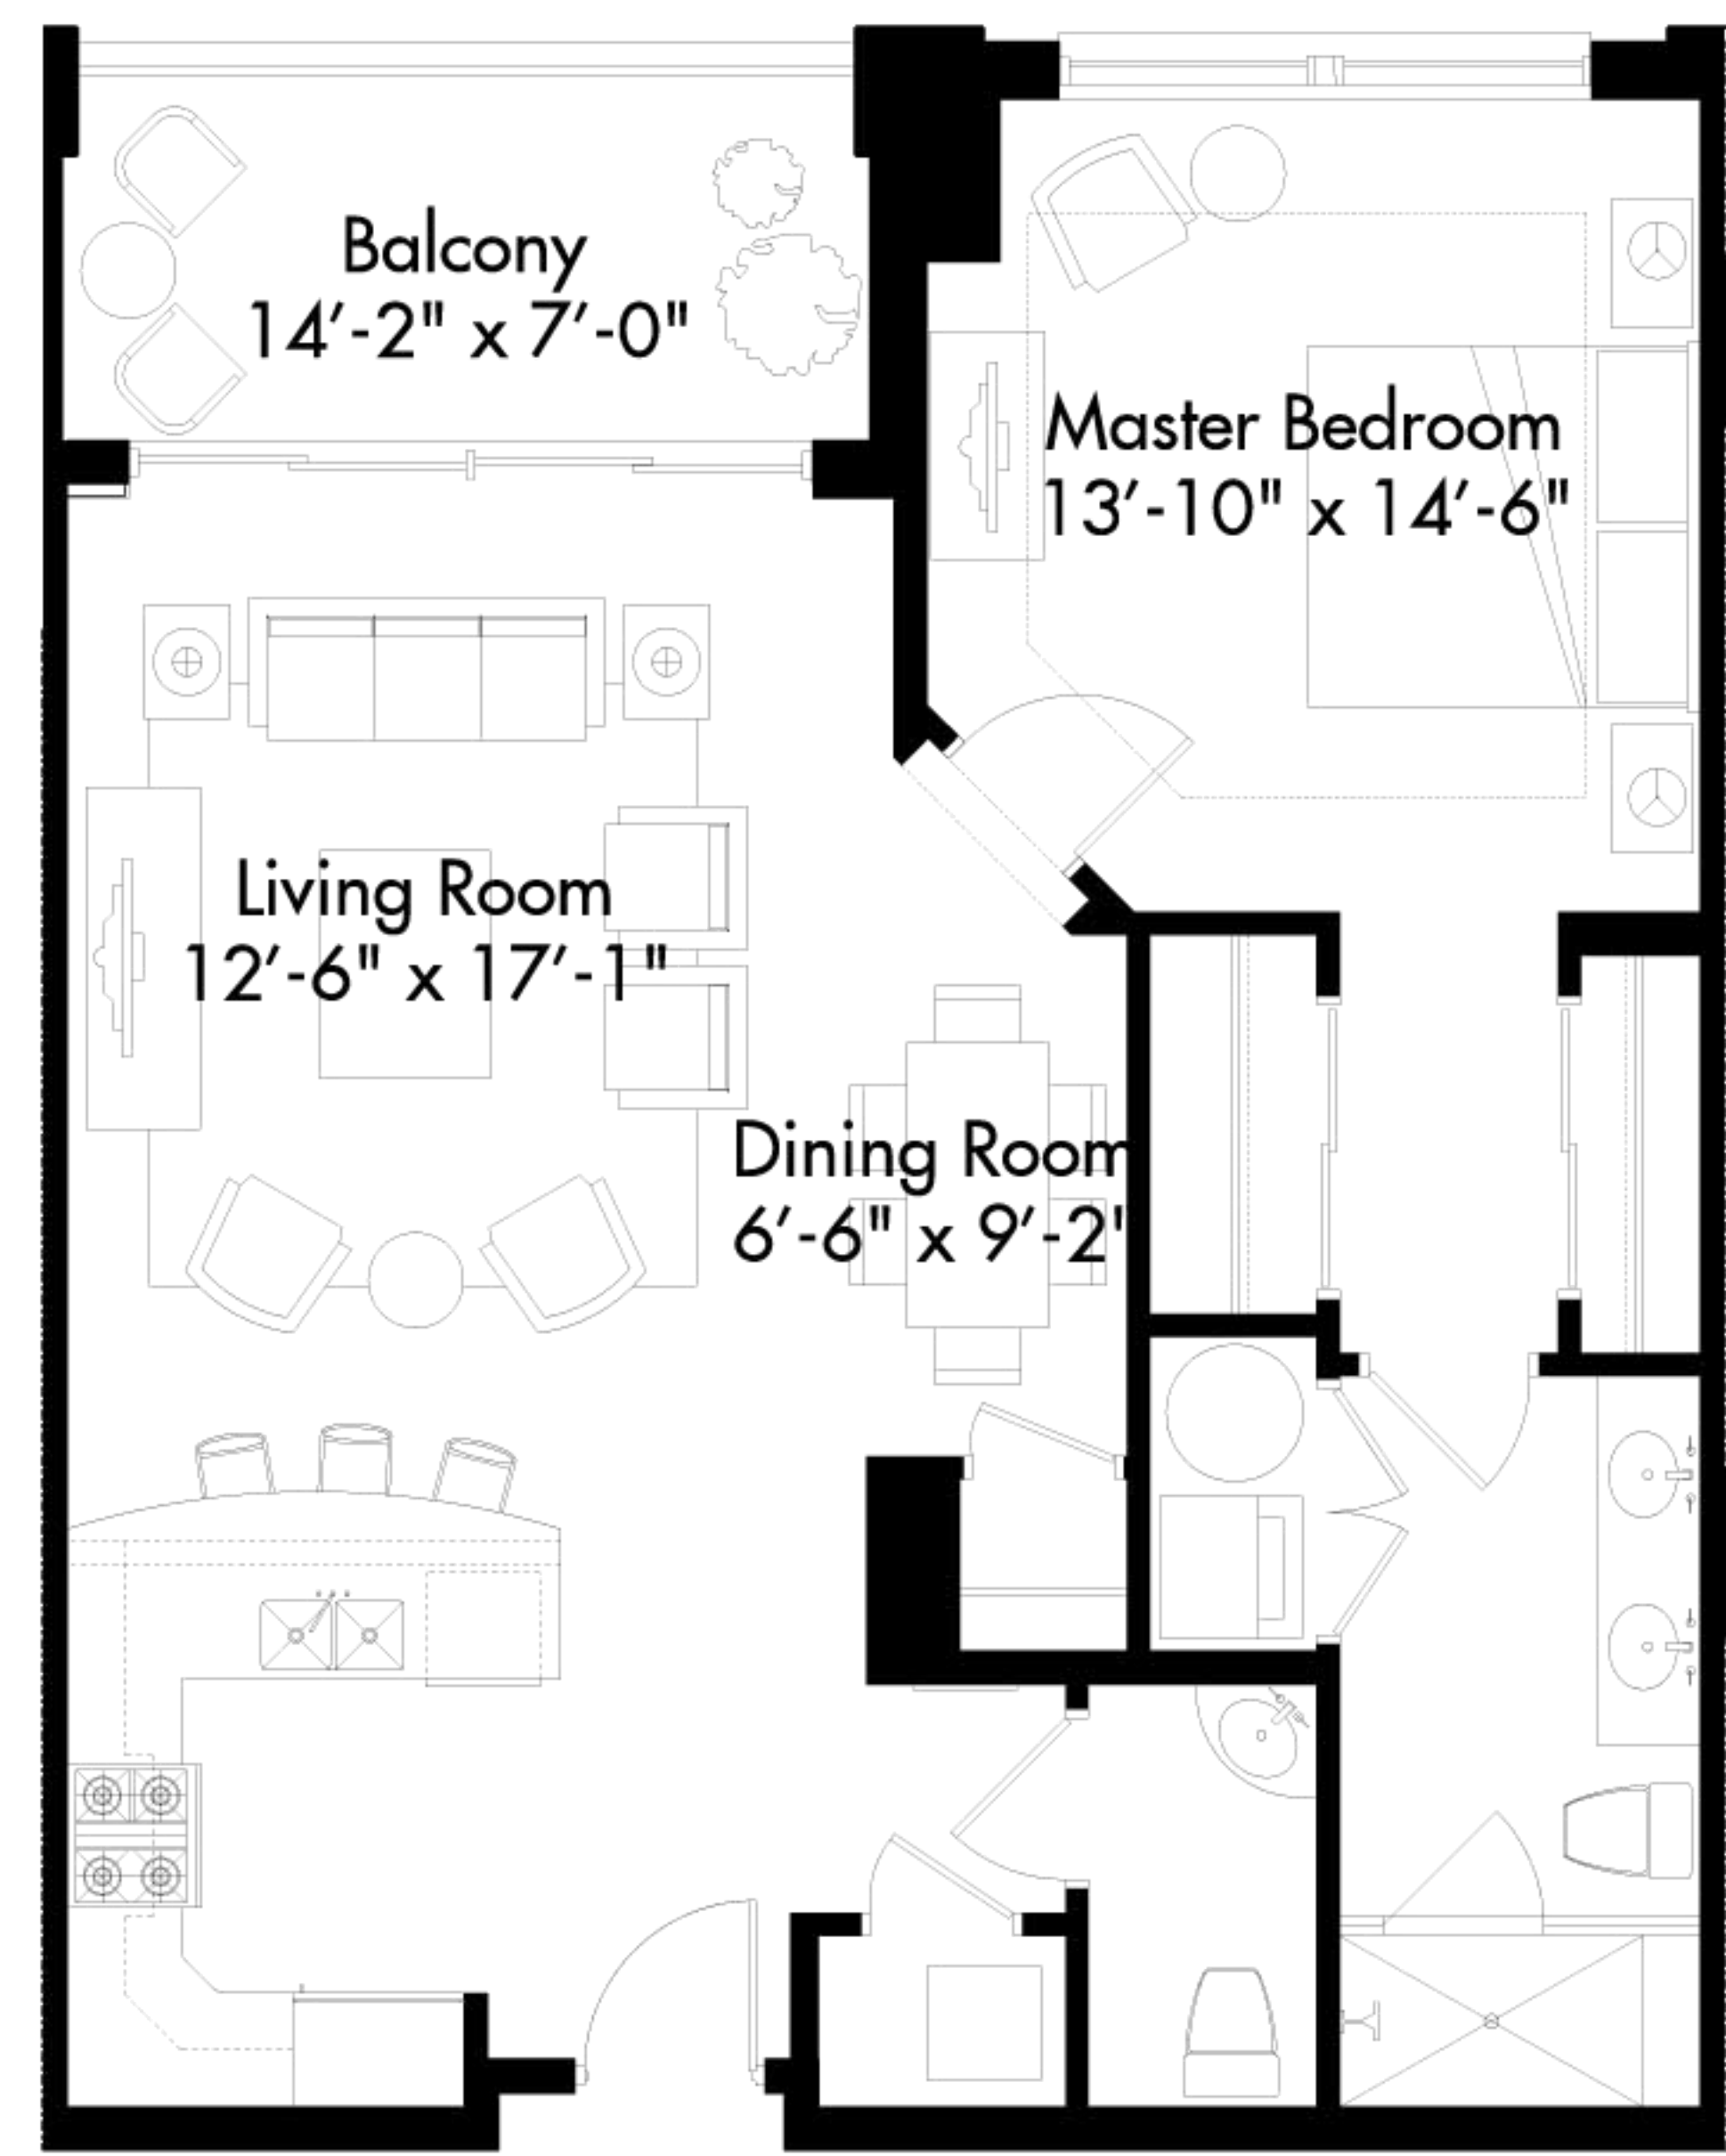 Balcony
14'-2" x 7'-0"
Master Bedroom
13'-10" x 14'-6"
Living Room
12'-6" x 17'-1"
Dining Room
6'-6" x 9'-2"